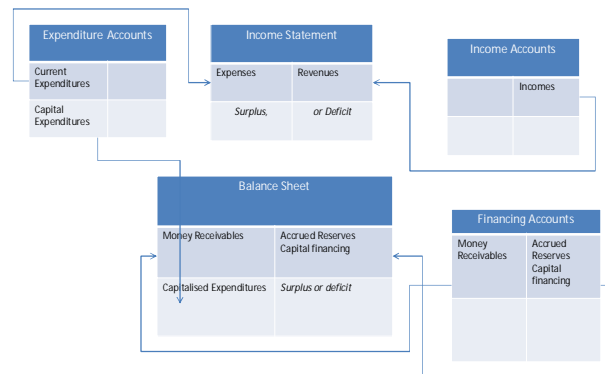 Expenditure Accounts
Current
Expenditures
Capital
Expenditures
Income Statement
Expenses
Revenues
Surplus,
or Deficit
Income Accounts
Incomes
Balance Sheet
Money Receivables
Accrued Reserves
Capital financing
Capitalised Expenditures
Surplus or deficit
Financing Accounts
Money
Receivables
Accrued
Reserves
Capital
financing